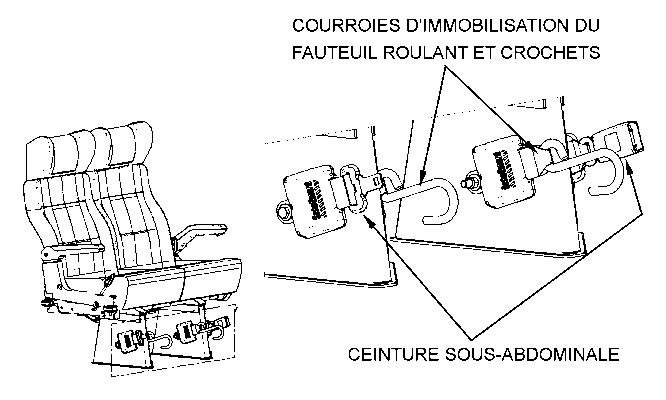 COURROIES D'IMMOBILISATION DU
FAUTEUIL ROULANT ET CROCHETS
CEINTURE SOUS-ABDOMINALE